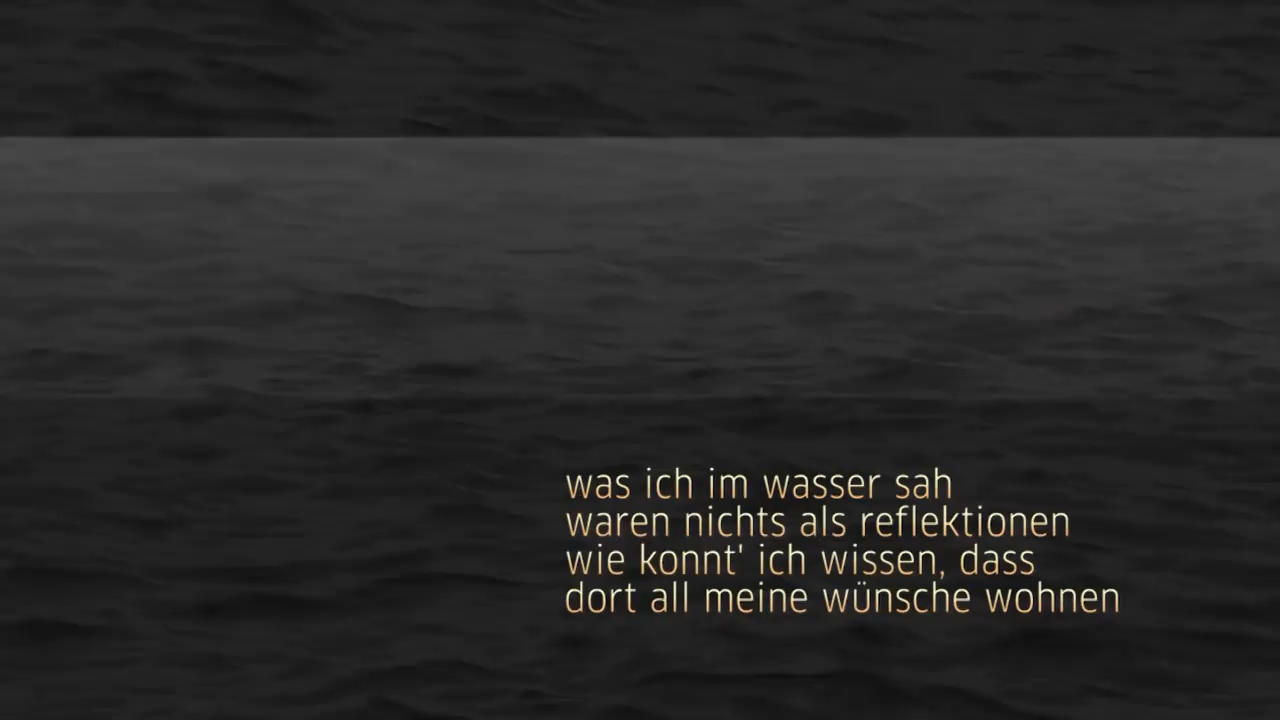 was ich im wasser sah
waren nichts als reflektionen
wie konnt' ich wissen, dass
dort all meine wünsche wohnen